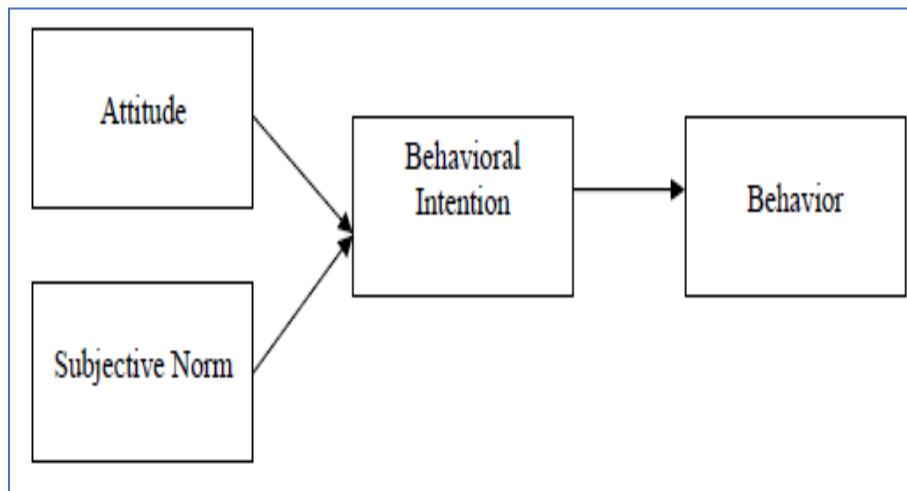 Attitude
Behavioral
Intention
Behavior
Subjective Norm